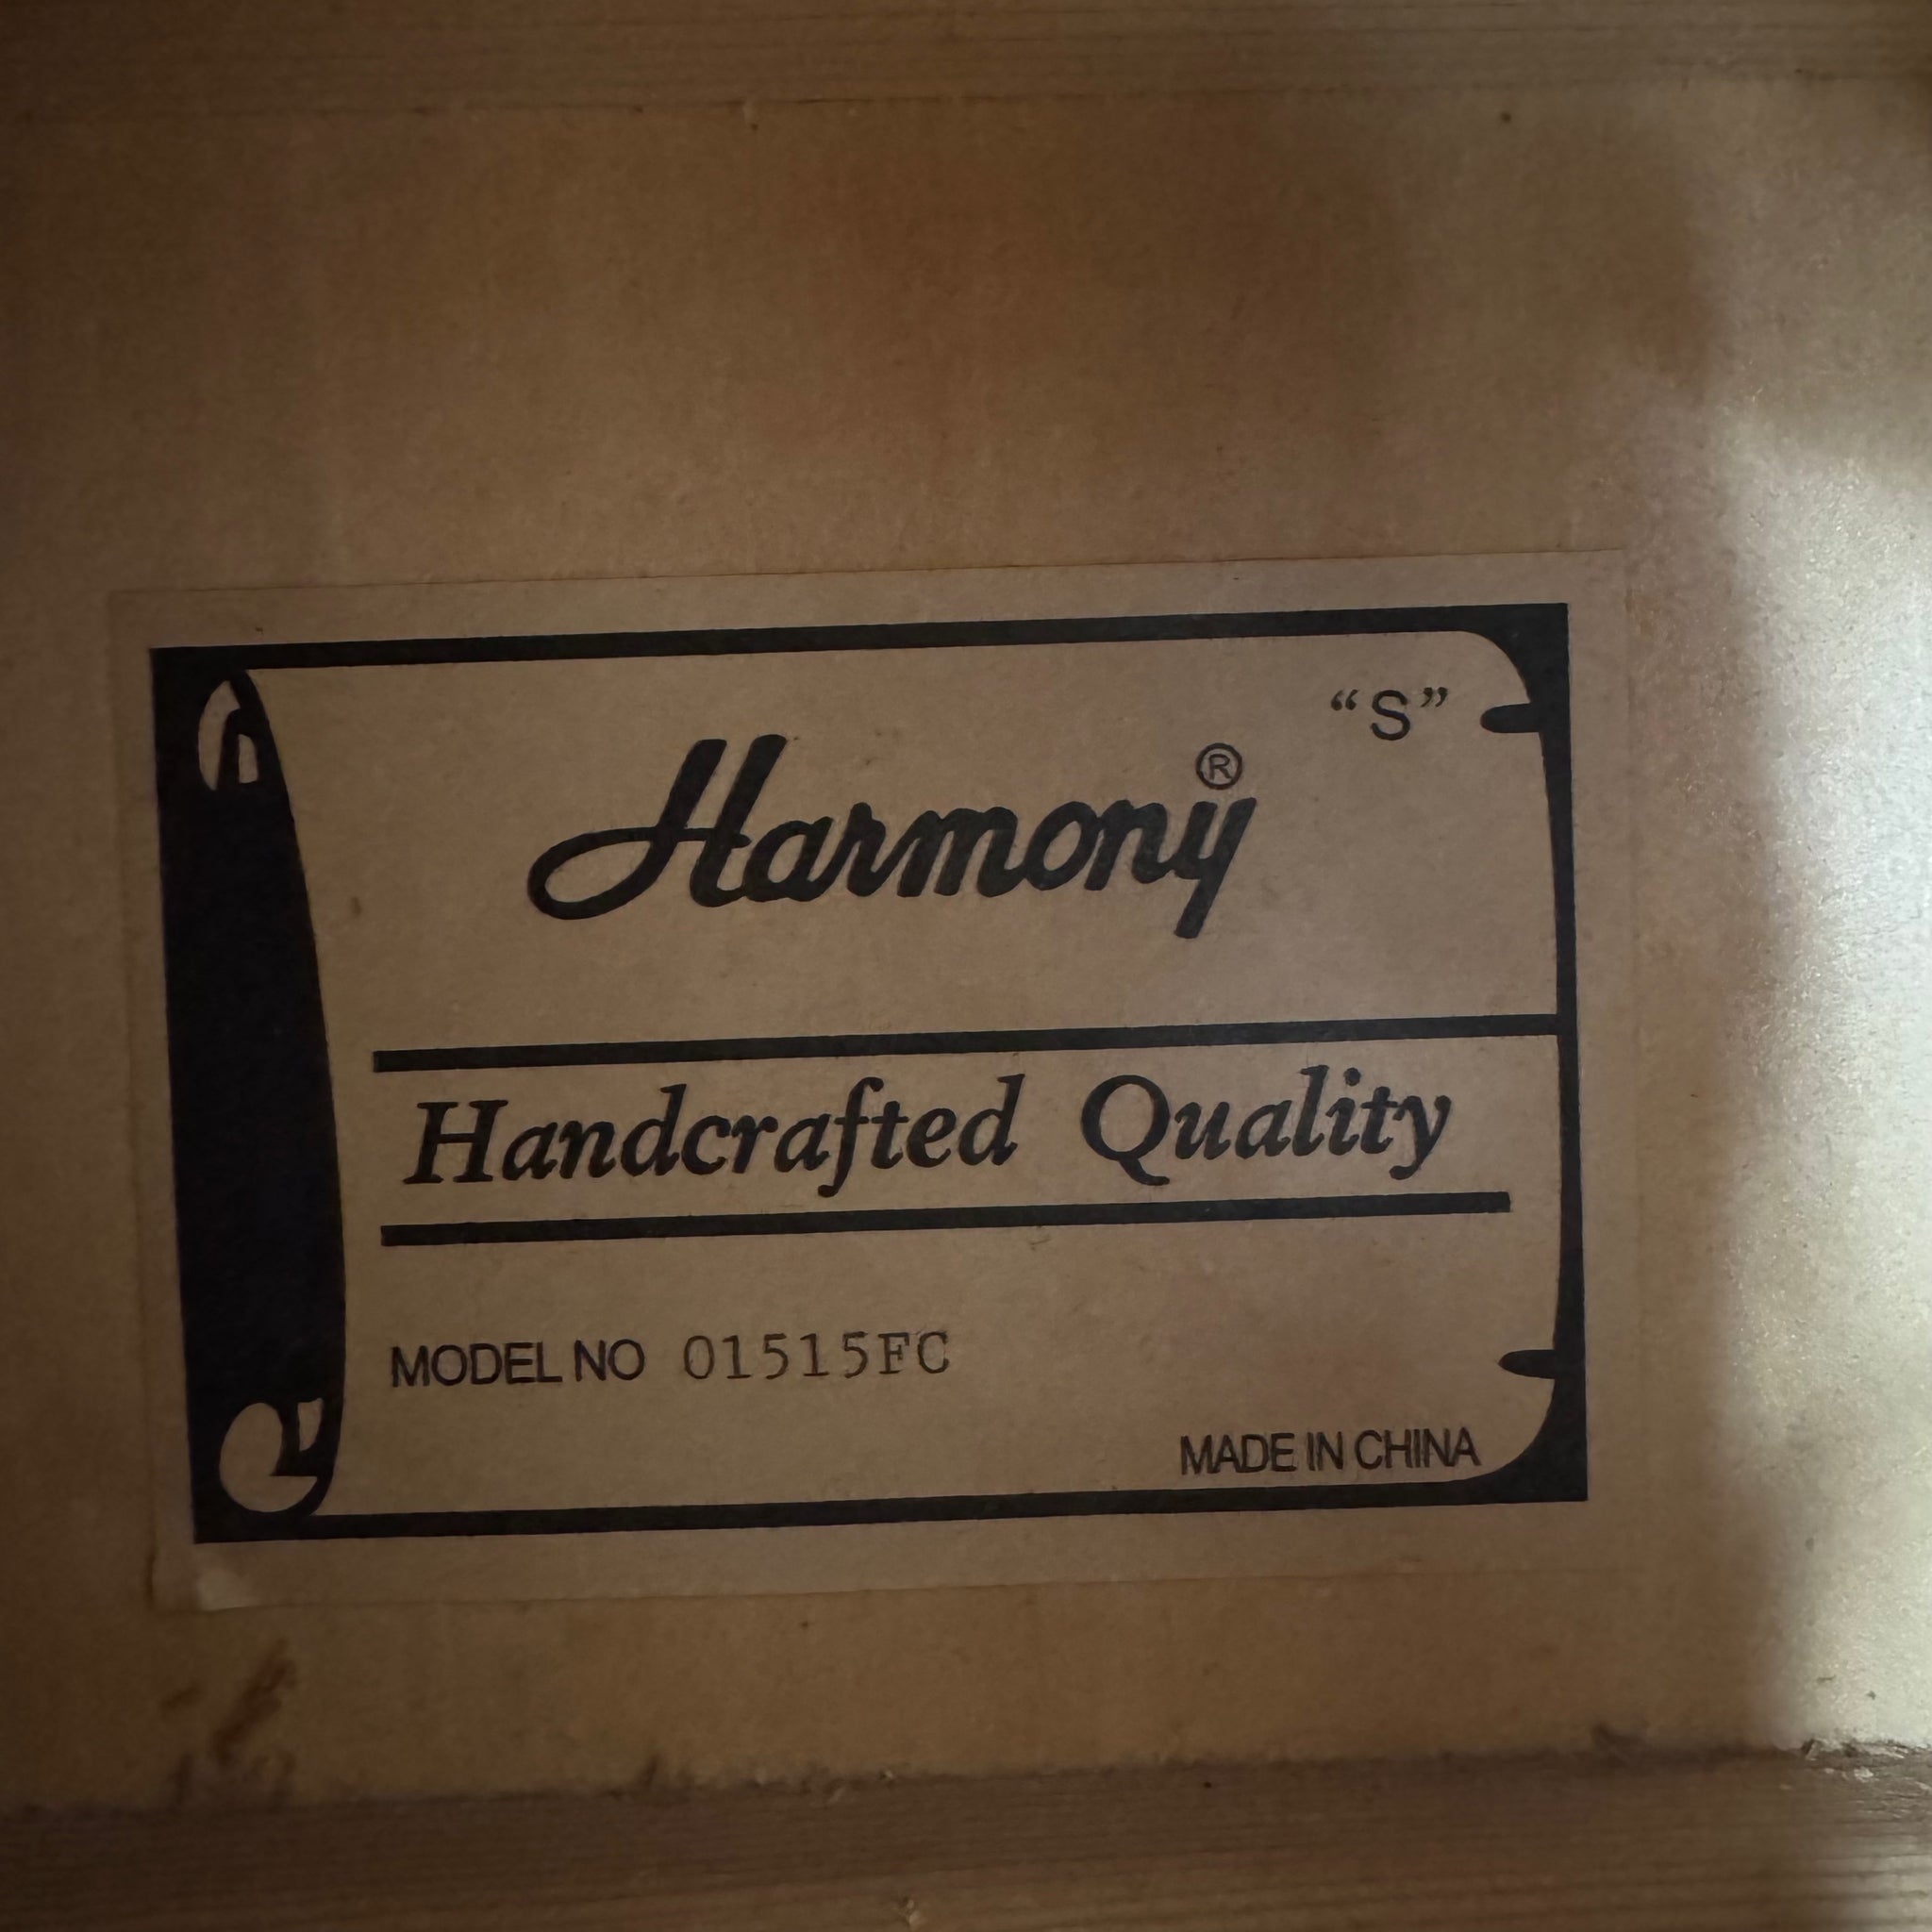 “S”
Harmony®
Handcrafted Quality
MODEL NO 01515FC
MADE IN CHINA